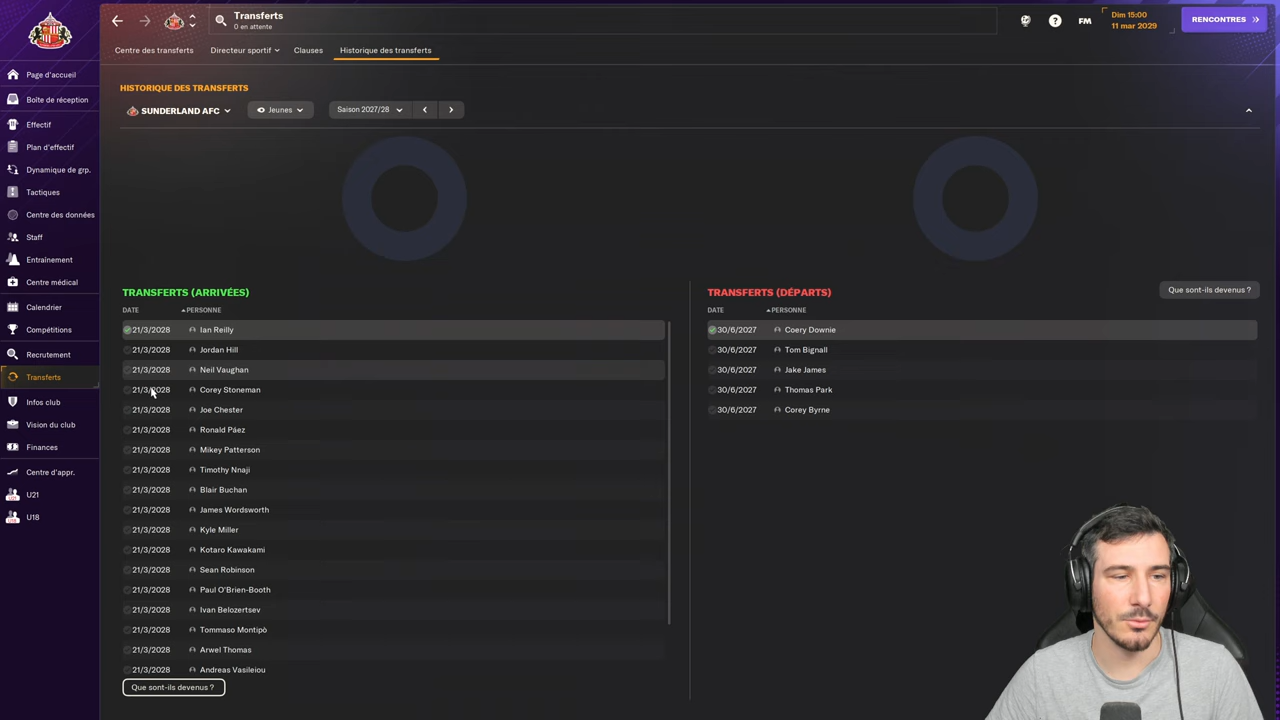 Transferts
0 en attente
Dim 15:00
11 mar 2029
FM
RENCONTRES
Centre des transferts
Directeur sportif
Clauses
Historique des transferts
Page d'accueil
Boîte de réception
Effectif
Plan d'effectif
Dynamique de grp.
Tactiques
Centre des données
Staff
Entraînement
Centre médical
Calendrier
Compétitions
Recrutement
Transferts
Infos club
Vision du club
Finances
Centre d'appr.
U21
U18
HISTORIQUE DES TRANSFERTS
SUNDERLAND AFC
Jeunes
Saison 2027/28
TRANSFERTS (ARRIVÉES)
DATE PERSONNE
21/3/2028 Ian Reilly
21/3/2028 Jordan Hill
21/3/2028 Neil Vaughan
21/3/2028 Corey Stoneman
21/3/2028 Joe Chester
21/3/2028 Ronald Páez
21/3/2028 Mikey Patterson
21/3/2028 Timothy Nnaji
21/3/2028 Blair Buchan
21/3/2028 James Wordsworth
21/3/2028 Kyle Miller
21/3/2028 Kotaro Kawakami
21/3/2028 Sean Robinson
21/3/2028 Paul O'Brien-Booth
21/3/2028 Ivan Belozertsev
21/3/2028 Tommaso Montipò
21/3/2028 Arwel Thomas
21/3/2028 Andreas Vasileiou
Que sont-ils devenus ?
TRANSFERTS (DÉPARTS)
Que sont-ils devenus ?
DATE PERSONNE
30/6/2027 Coery Downie
30/6/2027 Tom Bignall
30/6/2027 Jake James
30/6/2027 Thomas Park
30/6/2027 Corey Byrne